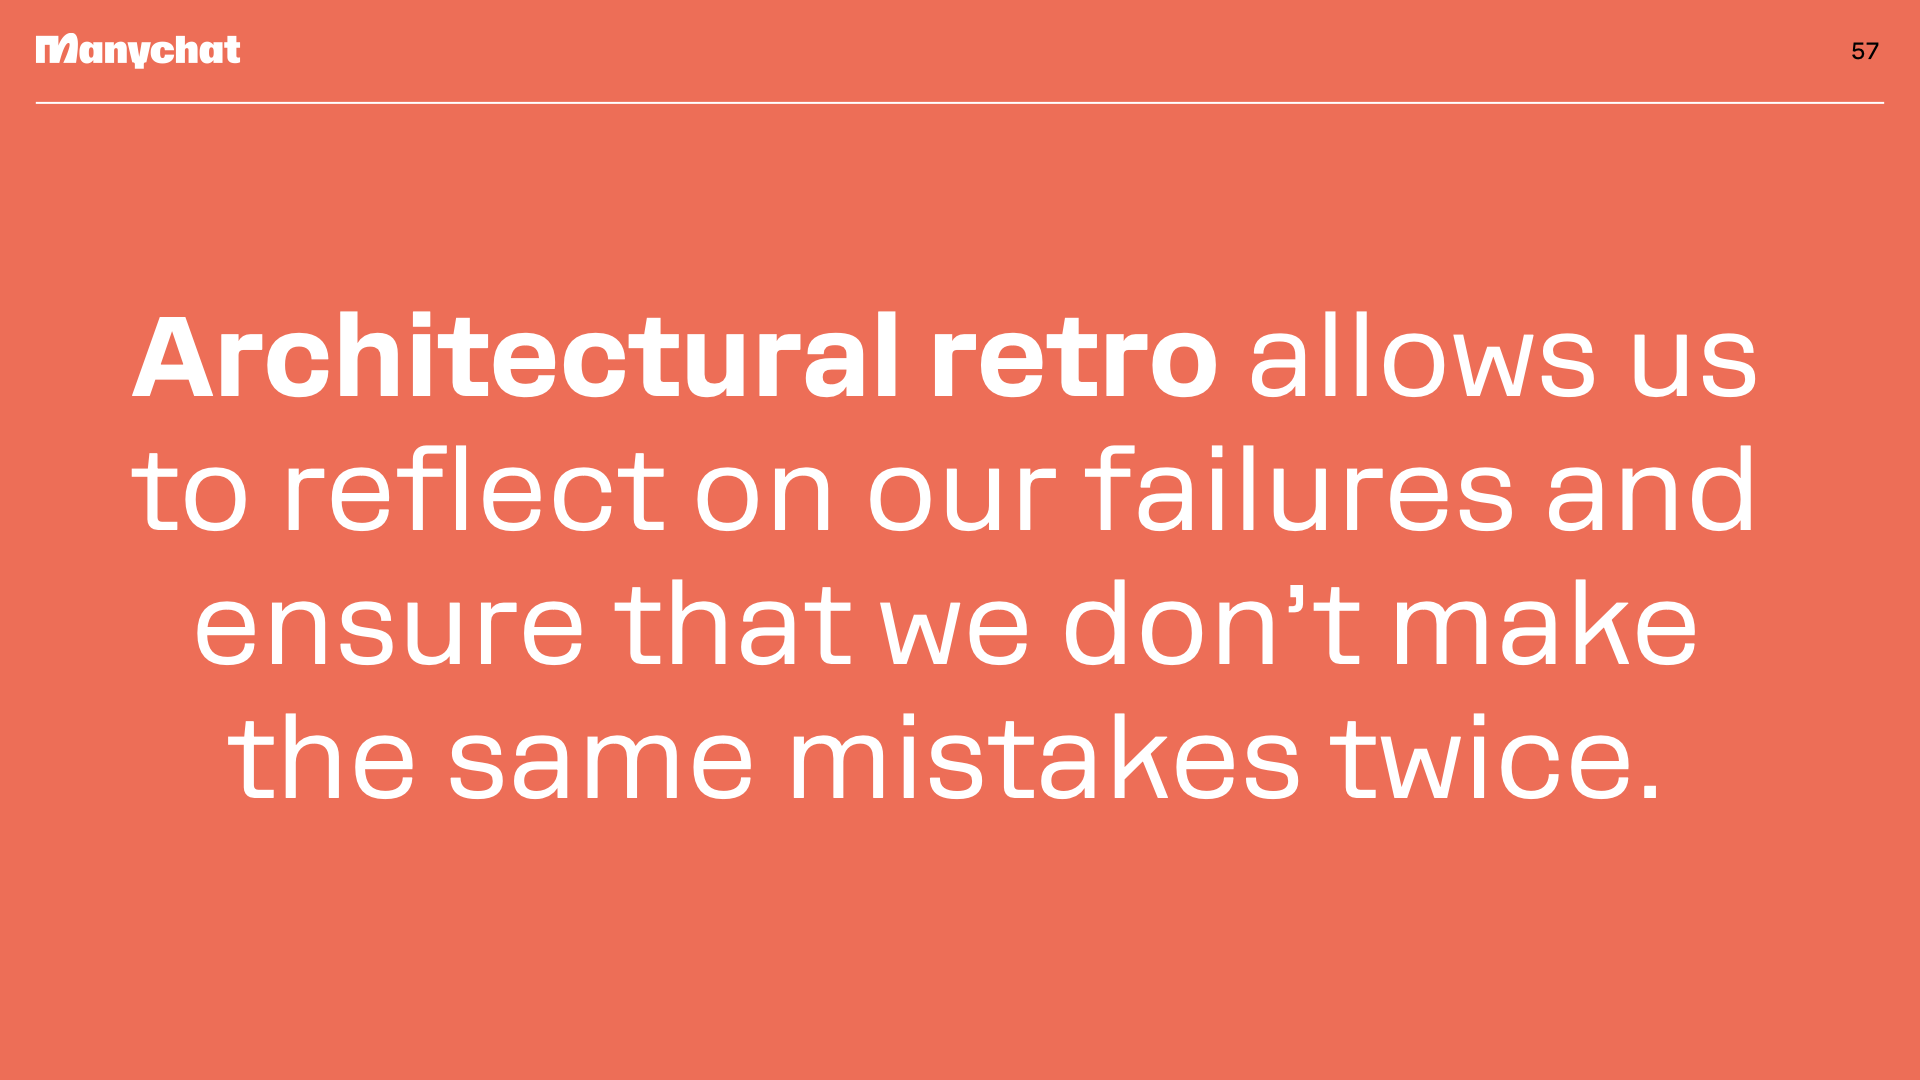 Manychat
57
Architectural retro allows us
to reflect on our failures and
ensure that we don’t make
the same mistakes twice.